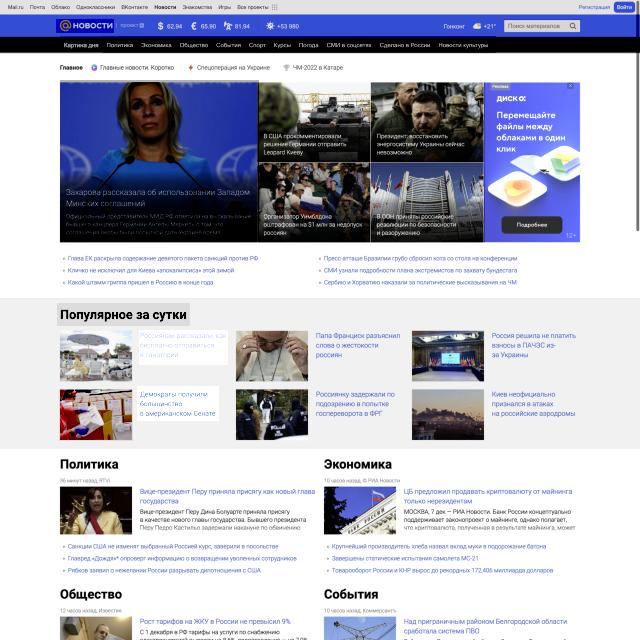 Mail.ru Почта Облако Одноклассники ВКонтакте Новости Знакомства Игры Все проекты
Регистрация Войти
НОВОСТИ проект
$ 62.94 € 65.90 81.94 +53 980
Гонконг +21° Поиск материалов
Картина дня Политика Экономика Общество События Спорт Курсы Погода СМИ в соцсетях Сделано в России Новости культуры
Главное Главные новости. Коротко Спецоперация на Украине ЧМ-2022 в Катаре
Захарова рассказала об использовании Западом
Минских соглашений
Официальный представитель МИД РФ ответила на высказывание
бывшего канцлера Германии Ангелы Меркель о том, что
соглашения якобы были попыткой дать Украине время
В США прокомментировали
решение Германии отправить
Leopard Киеву
Президент: восстановить
энергосистему Украины сейчас
невозможно
Организатор Уимблдона
оштрафован на $1 млн за недопуск
россиян
В ООН приняты российские
резолюции по безопасности
и разоружению
Реклама
диск о:
Перемещайте
файлы между
облаками в один
клик
Подробнее
12+
Глава ЕК раскрыла содержание девятого пакета санкций против РФ
Кличко не исключил для Киева «апокалипсиса» этой зимой
Какой штамм гриппа пришел в Россию в конце года
Пресс-атташе Бразилии грубо сбросил кота со стола на конференции
СМИ узнали подробности плана экстремистов по захвату бундестага
Сербию и Хорватию наказали за политические высказывания на ЧМ
Популярное за сутки
Россиянам рассказали, как
бесплатно отправиться
в санаторий
Папа Франциск разъяснил
слова о жестокости
россиян
Россия решила не платить
взносы в ПАЧЭС из-
за Украины
Демократы получили
большинство
в американском Сенате
Россиянку задержали по
подозрению в попытке
госпереворота в ФРГ
Киев неофициально
признался в атаках
на российские аэродромы
Политика
36 минут назад, RTVI
Вице-президент Перу приняла присягу как новый глава
государства
Вице-президент Перу Дина Болуарте приняла присягу
в качестве нового главы государства. Бывшего президента
Перу Педро Кастильо задержали накануне по обвинению
Санкции США не изменят выбранный Россией курс, заверили в посольстве
Главред «Дождя» опроверг информацию о возвращении уволенных сотрудников
Рябков заявил о нежелании России разрывать дипотношения с США
Экономика
10 часов назад, © РИА Новости
ЦБ предложил продавать криптовалюту от майнинга
только нерезидентам
МОСКВА, 7 дек — РИА Новости. Банк России концептуально
поддерживает законопроект о майнинге, однако полагает,
что криптовалюта, полученная в результате майнинга, может
Крупнейший производитель хлеба назвал вклад муки в подорожание батона
Завершены статические испытания самолета МС-21
Товарооборот России и КНР вырос до рекордных 172,406 миллиарда долларов
Общество
12 часов назад, Известия
Рост тарифов на ЖКУ в России не превысил 9%
С 1 декабря в РФ тарифы на услуги по снабжению
События
10 часов назад, Коммерсантъ
Над приграничным районом Белгородской области
сработала система ПВО